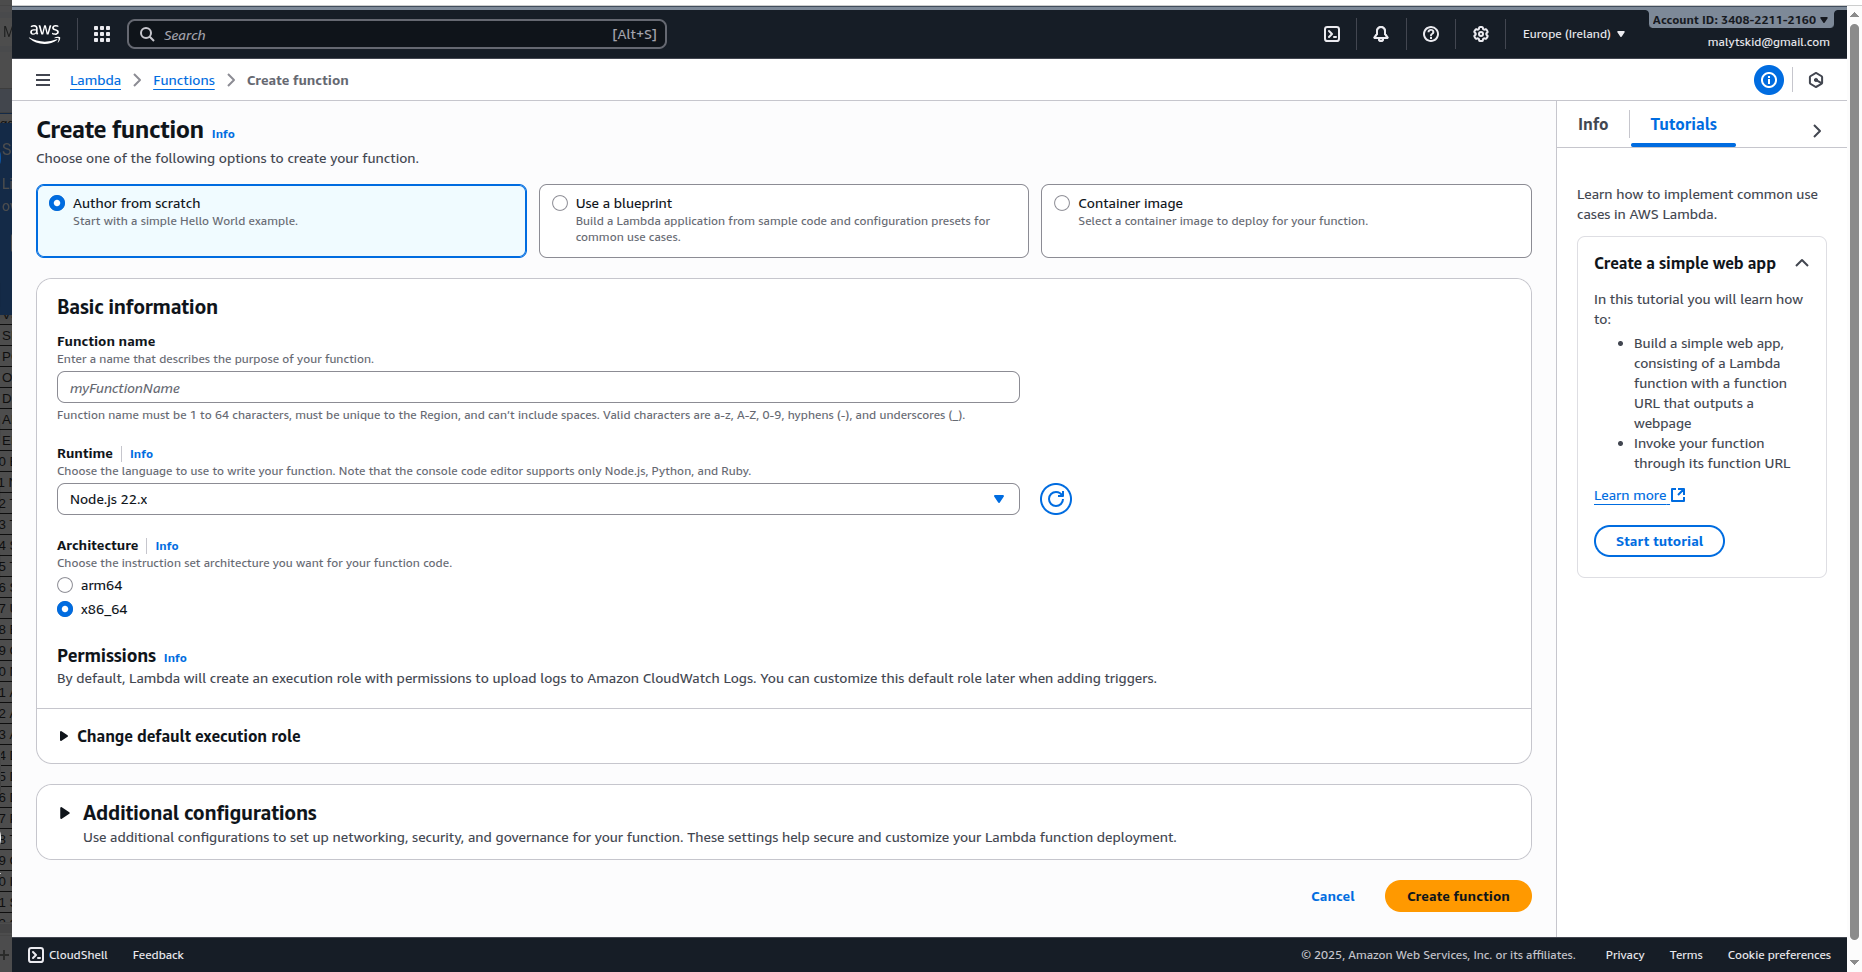 aws
Search
[Alt+S]
Europe (Ireland)
Account ID: 3408-2211-2160
malytskid@gmail.com
Lambda
Functions
Create function
Create function
Info
Choose one of the following options to create your function.
Author from scratch
Start with a simple Hello World example.
Use a blueprint
Build a Lambda application from sample code and configuration presets for
common use cases.
Container image
Select a container image to deploy for your function.
Basic information
Function name
Enter a name that describes the purpose of your function.
myFunctionName
Function name must be 1 to 64 characters, must be unique to the Region, and can't include spaces. Valid characters are a-z, A-Z, 0-9, hyphens (-), and underscores (_).
Runtime
Info
Choose the language to use to write your function. Note that the console code editor supports only Node.js, Python, and Ruby.
Node.js 22.x
Architecture
Info
Choose the instruction set architecture you want for your function code.
arm64
x86_64
Permissions
Info
By default, Lambda will create an execution role with permissions to upload logs to Amazon CloudWatch Logs. You can customize this default role later when adding triggers.
Change default execution role
Additional configurations
Use additional configurations to set up networking, security, and governance for your function. These settings help secure and customize your Lambda function deployment.
Cancel
Create function
Info
Tutorials
Learn how to implement common use
cases in AWS Lambda.
Create a simple web app
In this tutorial you will learn how
to:
Build a simple web app,
consisting of a Lambda
function with a function
URL that outputs a
webpage
Invoke your function
through its function URL
Learn more
Start tutorial
CloudShell
Feedback
© 2025, Amazon Web Services, Inc. or its affiliates.
Privacy
Terms
Cookie preferences